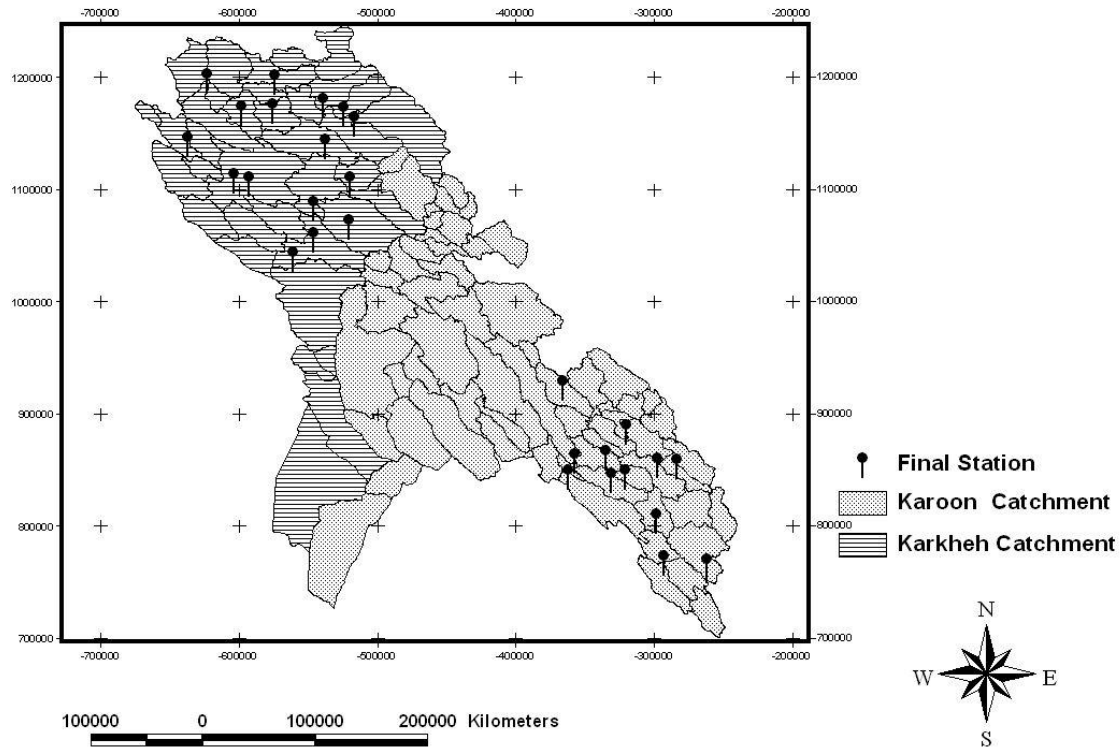 -700000 -600000 -500000 -400000 -300000 -200000
1200000 1200000
1100000 1100000
1000000 1000000
900000 900000
800000 800000
700000 700000
-700000 -600000 -500000 -400000 -300000 -200000
Final Station
Karoon Catchment
Karkheh Catchment
N
W E
S
100000 0 100000 200000 Kilometers